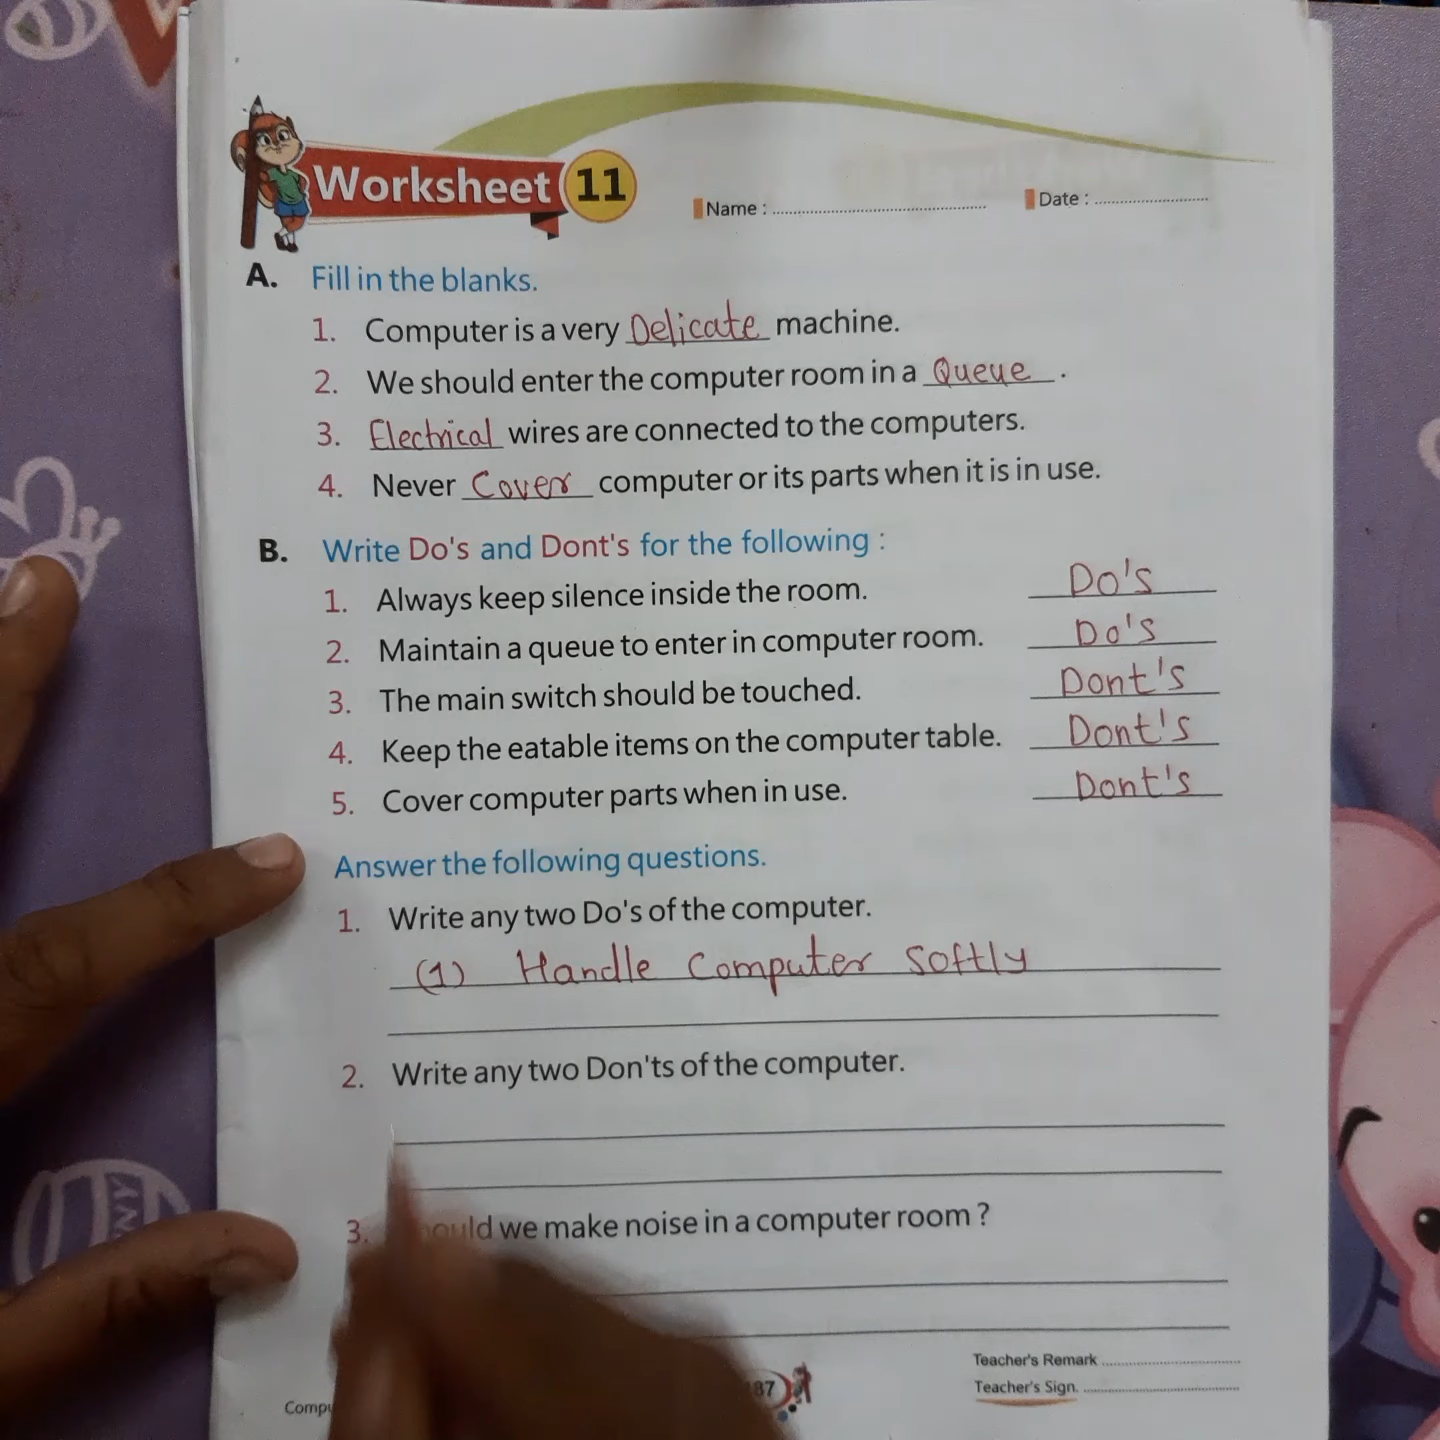 Worksheet 11
Name : Date :
A. Fill in the blanks.
1. Computer is a very Delicate machine.
2. We should enter the computer room in a Queue .
3. Electrical wires are connected to the computers.
4. Never Cover computer or its parts when it is in use.
B. Write Do's and Dont's for the following :
1. Always keep silence inside the room. Do's
2. Maintain a queue to enter in computer room. Do's
3. The main switch should be touched. Dont's
4. Keep the eatable items on the computer table. Dont's
5. Cover computer parts when in use. Dont's
Answer the following questions.
1. Write any two Do's of the computer.
(1) Handle Computer Softly
2. Write any two Don'ts of the computer.
3. we make noise in a computer room ?
Teacher's Remark
Teacher's Sign.